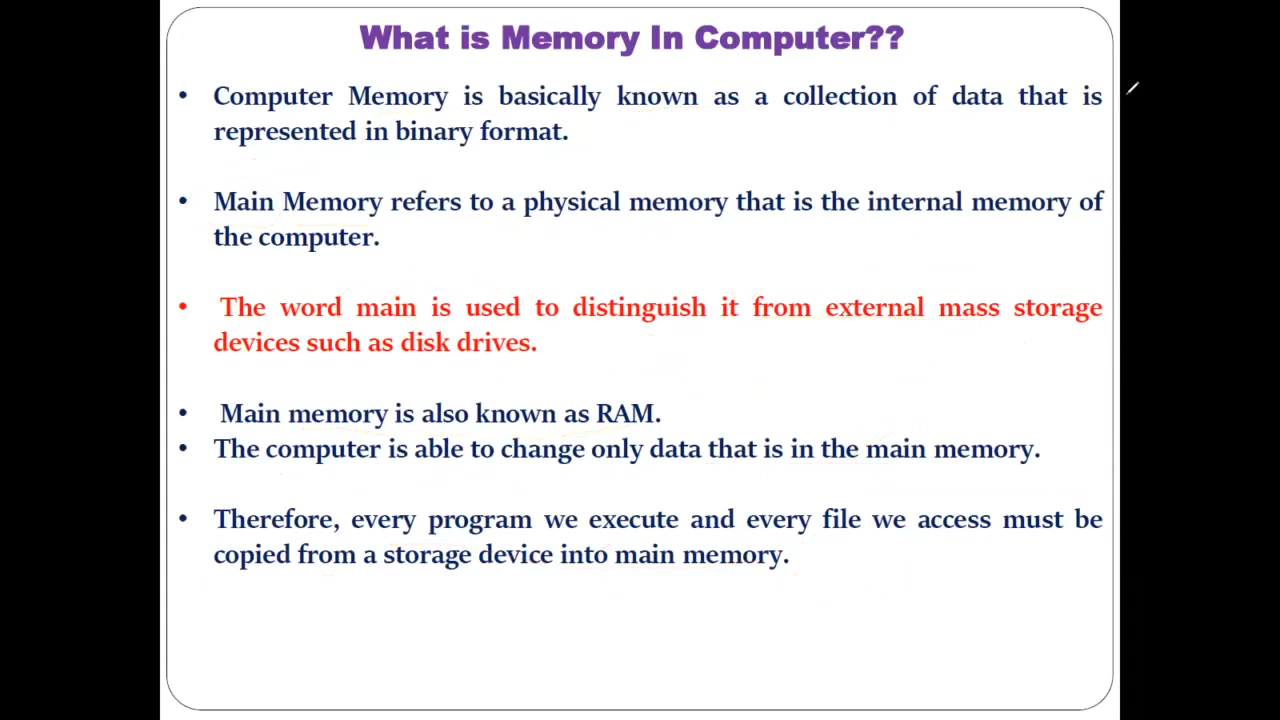 What is Memory In Computer??
• Computer Memory is basically known as a collection of data that is
represented in binary format.
• Main Memory refers to a physical memory that is the internal memory of
the computer.
• The word main is used to distinguish it from external mass storage
devices such as disk drives.
• Main memory is also known as RAM.
• The computer is able to change only data that is in the main memory.
• Therefore, every program we execute and every file we access must be
copied from a storage device into main memory.